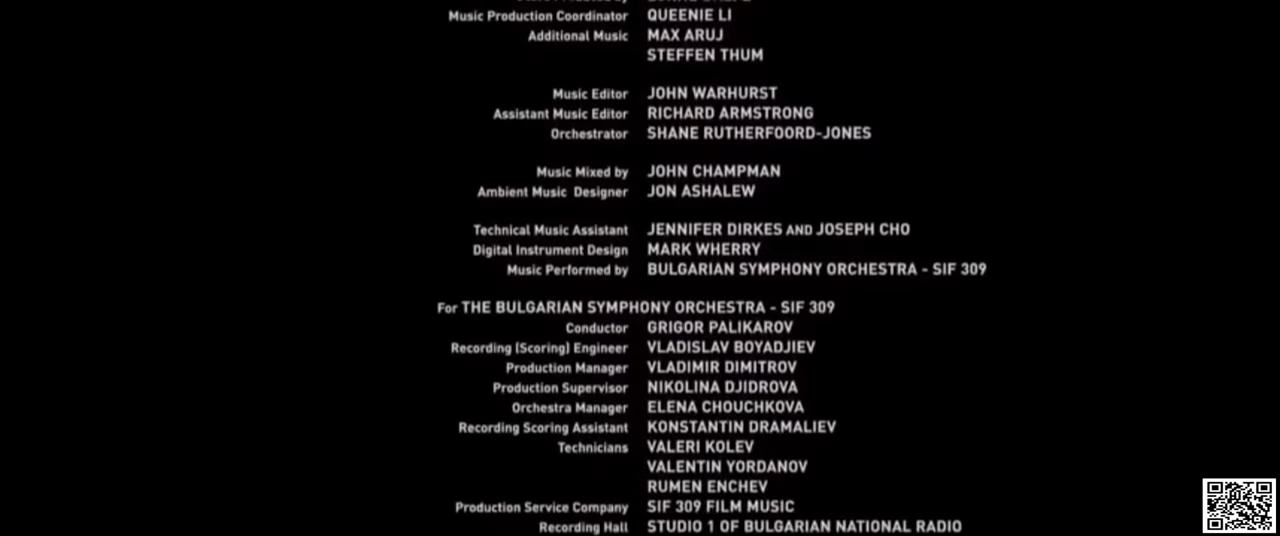 Music Production Coordinator QUEENIE LI
Additional Music MAX ARUJ
STEFFEN THUM
Music Editor JOHN WARHURST
Assistant Music Editor RICHARD ARMSTRONG
Orchestrator SHANE RUTHERFOORD-JONES
Music Mixed by JOHN CHAMPMAN
Ambient Music Designer JON ASHALEW
Technical Music Assistant JENNIFER DIRKES AND JOSEPH CHO
Digital Instrument Design MARK WHERRY
Music Performed by BULGARIAN SYMPHONY ORCHESTRA - SIF 309
For THE BULGARIAN SYMPHONY ORCHESTRA - SIF 309
Conductor GRIGOR PALIKAROV
Recording (Scoring) Engineer VLADISLAV BOYADJIEV
Production Manager VLADIMIR DIMITROV
Production Supervisor NIKOLINA DJIDROVA
Orchestra Manager ELENA CHOUCHKOVA
Recording Scoring Assistant KONSTANTIN DRAMALIEV
Technicians VALERI KOLEV
VALENTIN YORDANOV
RUMEN ENCHEV
Production Service Company SIF 309 FILM MUSIC
Recording Hall STUDIO 1 OF BULGARIAN NATIONAL RADIO